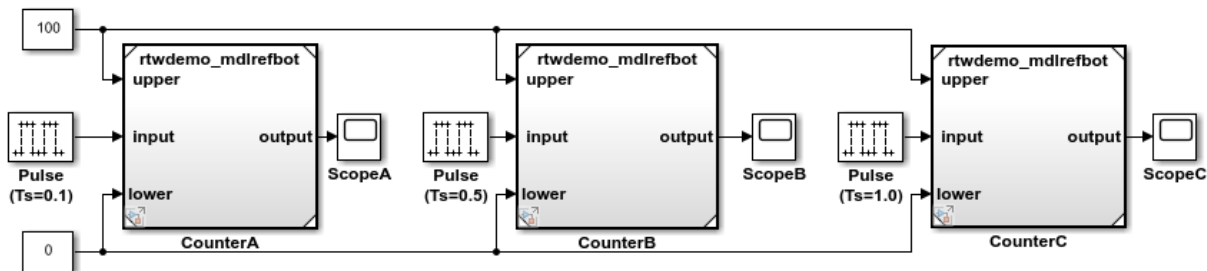 100
rtwdemo_mdlrefbot
upper
input
output
lower
CounterA
Pulse
(Ts=0.1)
ScopeA
rtwdemo_mdlrefbot
upper
input
output
lower
CounterB
Pulse
(Ts=0.5)
ScopeB
rtwdemo_mdlrefbot
upper
input
output
lower
CounterC
Pulse
(Ts=1.0)
ScopeC
0